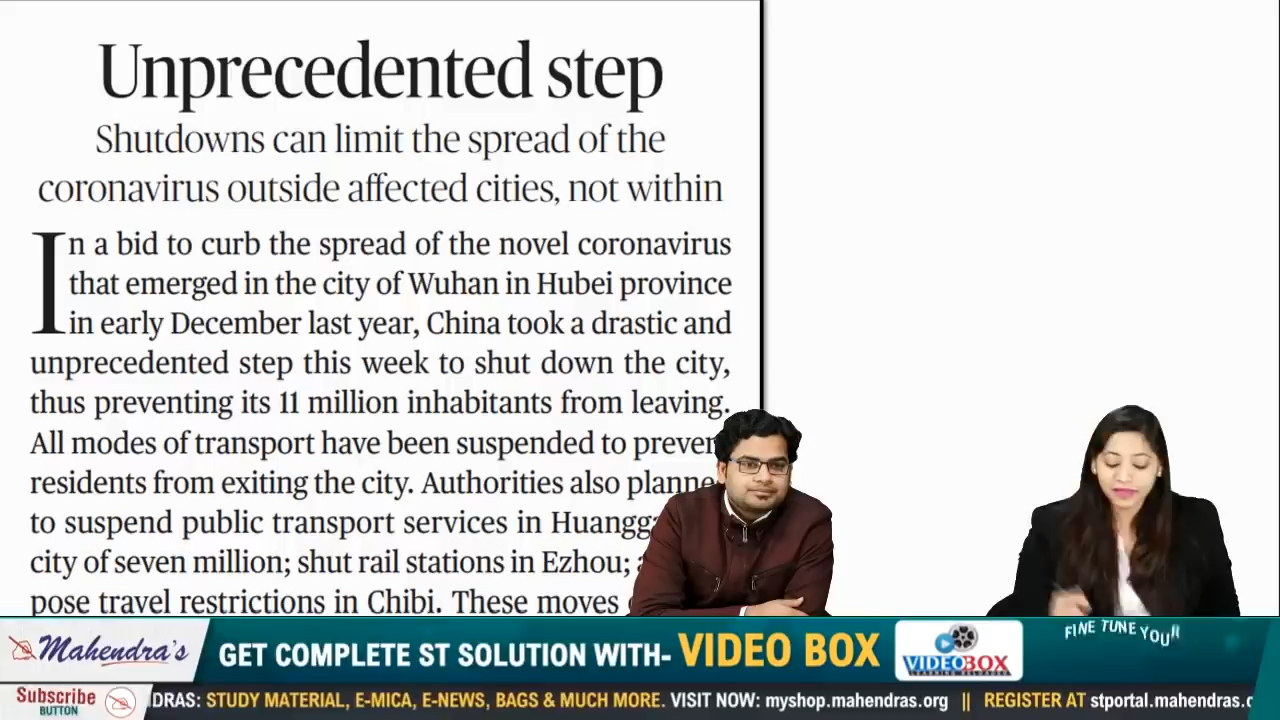 Unprecedented step
Shutdowns can limit the spread of the
coronavirus outside affected cities, not within
In a bid to curb the spread of the novel coronavirus
that emerged in the city of Wuhan in Hubei province
in early December last year, China took a drastic and
unprecedented step this week to shut down the city,
thus preventing its 11 million inhabitants from leaving.
All modes of transport have been suspended to preven
residents from exiting the city. Authorities also planne
to suspend public transport services in Huangga
city of seven million; shut rail stations in Ezhou;
pose travel restrictions in Chibi. These moves
Mahendra's
GET COMPLETE ST SOLUTION WITH- VIDEO BOX
VIDEOBOX
LEARNING RELOADED
FINE TUNE YOU
Subscribe
BUTTON
DRAS: STUDY MATERIAL, E-MICA, E-NEWS, BAGS & MUCH MORE. VISIT NOW: myshop.mahendras.org || REGISTER AT stportal.mahendras.o